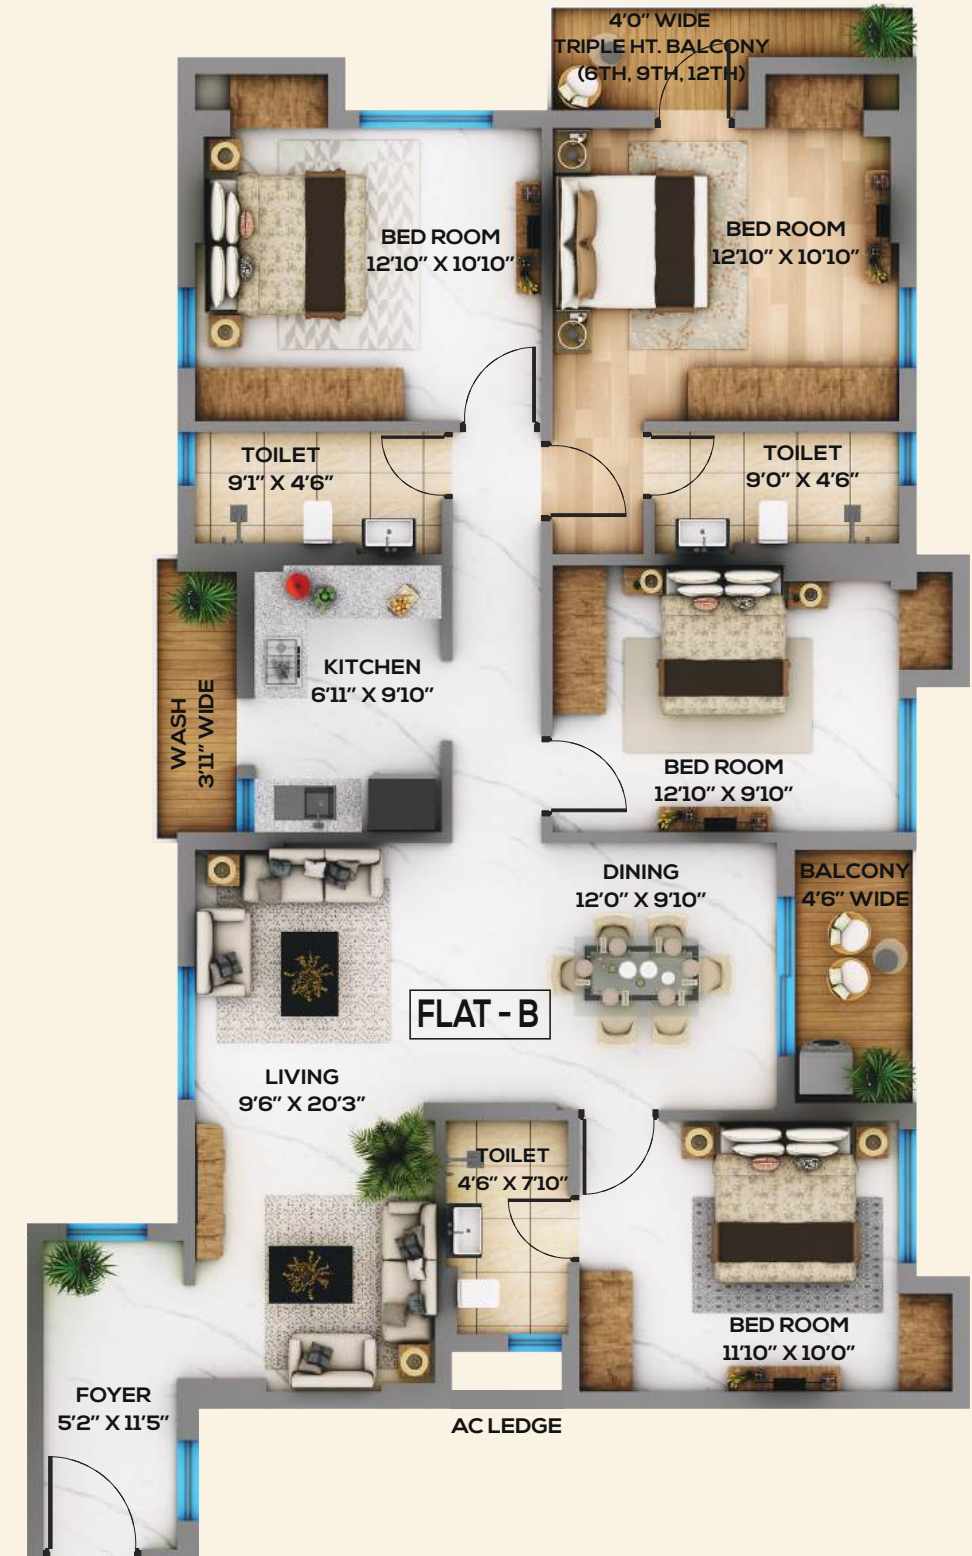 4'0" WIDE
TRIPLE HT. BALCONY
(6TH, 9TH, 12TH)
BED ROOM
12'10" X 10'10"
BED ROOM
12'10" X 10'10"
TOILET
9'1" X 4'6"
TOILET
9'0" X 4'6"
WASH
3'11" WIDE
KITCHEN
6'11" X 9'10"
BED ROOM
12'10" X 9'10"
DINING
12'0" X 9'10"
BALCONY
4'6" WIDE
FLAT - B
LIVING
9'6" X 20'3"
TOILET
4'6" X 7'10"
BED ROOM
11'10" X 10'0"
FOYER
5'2" X 11'5"
AC LEDGE